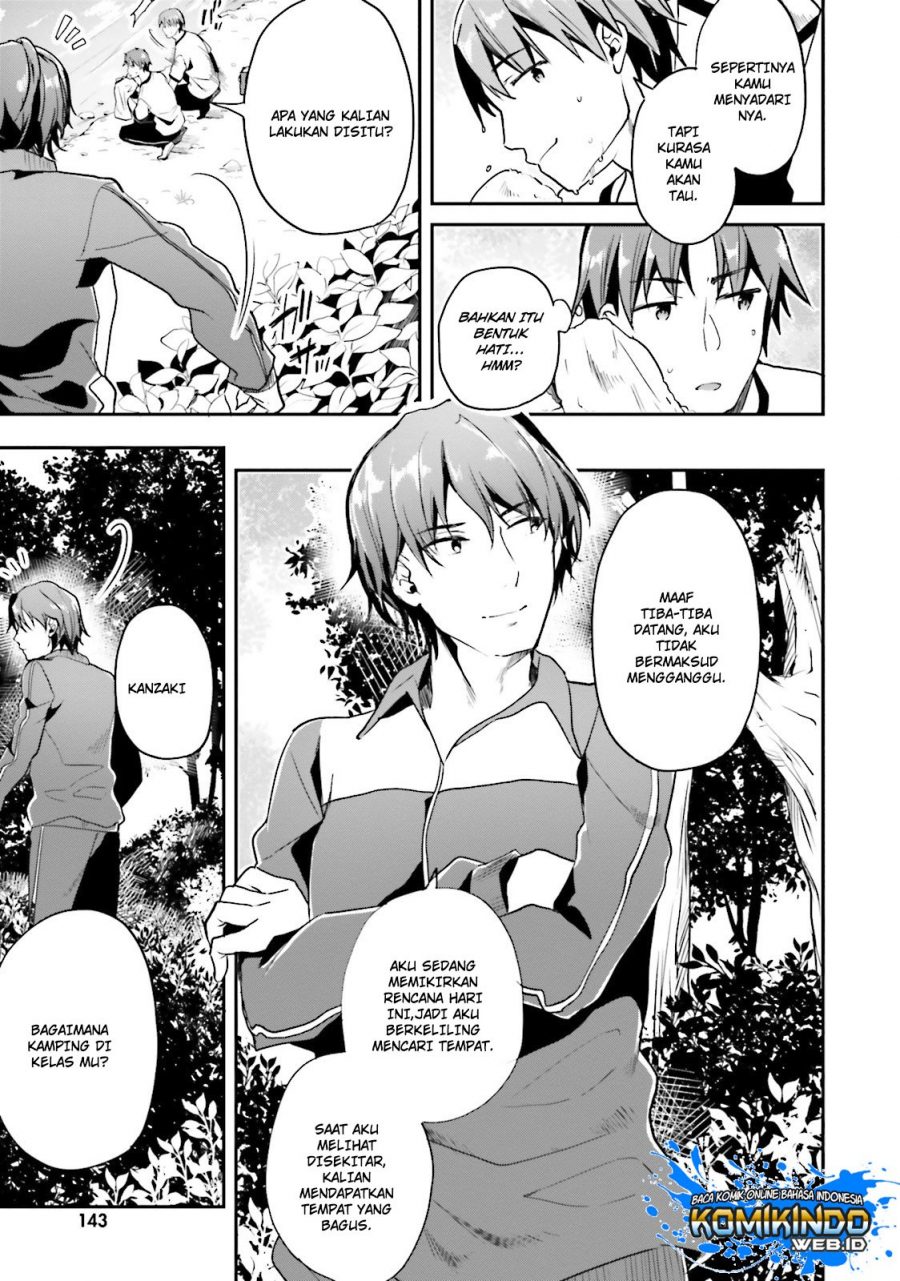 SEPERTINYA
KAMU
MENYADARI
NYA.
TAPI
KURASA
KAMU
AKAN
TAU.
BAHKAN ITU
BENTUK
HATI...
HMM?
APA YANG KALIAN
LAKUKAN DISITU?
MAAF
TIBA-TIBA
DATANG, AKU
TIDAK
BERMAKSUD
MENGGANGGU.
AKU SEDANG
MEMIKIRKAN
RENCANA HARI
INI,JADI AKU
BERKELILING
MENCARI TEMPAT.
SAAT AKU
MELIHAT
DISEKITAR,
KALIAN
MENDAPATKAN
TEMPAT YANG
BAGUS.
KANZAKI
BAGAIMANA
KAMPING DI
KELAS MU?
143
BACA KOMIK ONLINE BAHASA INDONESIA
KOMIKINDO
WEB.ID